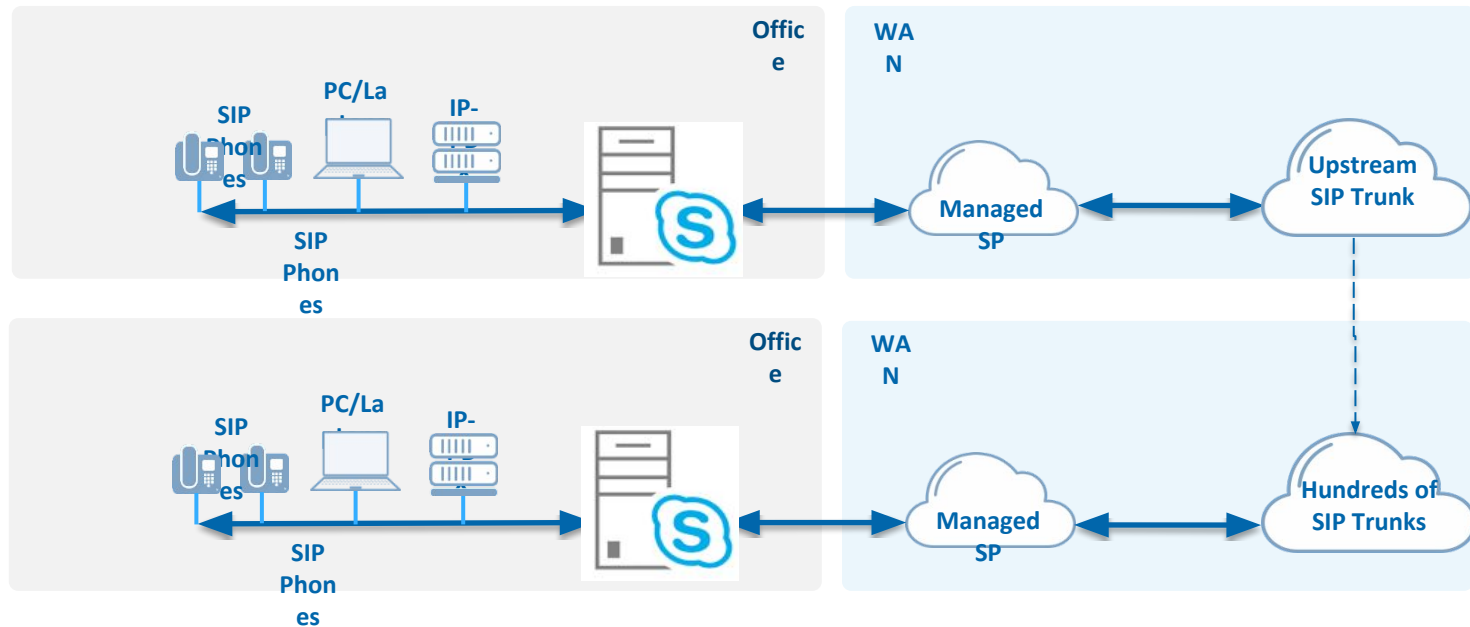 Offic
e
WA
N
PC/La
SIP
Phon
es
IP-
SIP
Phon
es
S
Managed
SP
Upstream
SIP Trunk
Offic
e
WA
N
PC/La
SIP
Phon
es
IP-
SIP
Phon
es
S
Managed
SP
Hundreds of
SIP Trunks